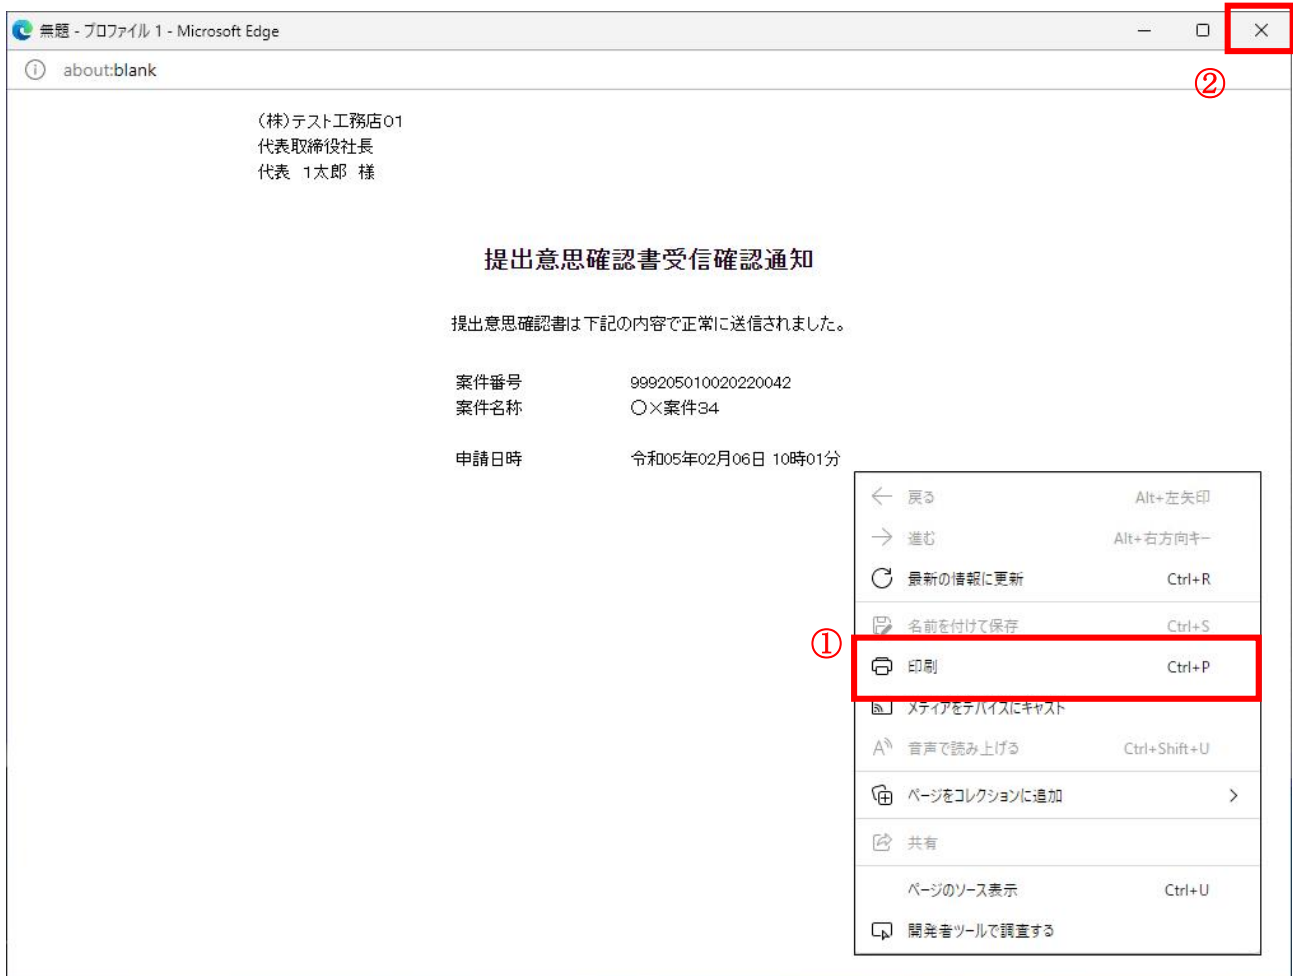 無題 - プロファイル 1 - Microsoft Edge
about:blank
②
(株)テスト工務店01
代表取締役社長
代表 1太郎 様
提出意思確認書受信確認通知
提出意思確認書は下記の内容で正常に送信されました。
案件番号 999205010020220042
案件名称 〇×案件34
申請日時 令和05年02月06日 10時01分
戻る Alt+左矢印
進む Alt+右方向キー
最新の情報に更新 Ctrl+R
名前を付けて保存 Ctrl+S
①
印刷 Ctrl+P
メディアをデバイスにキャスト
音声で読み上げる Ctrl+Shift+U
ページをコレクションに追加
共有
ページのソース表示 Ctrl+U
開発者ツールで調査する